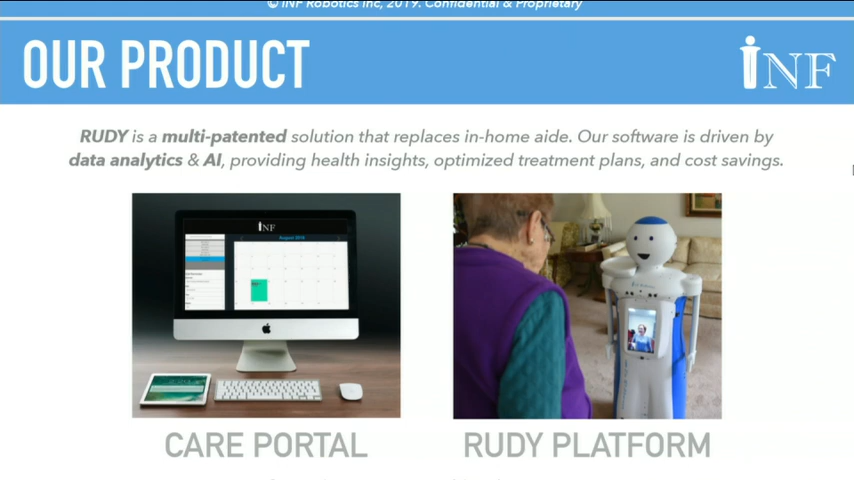 © INF Robotics Inc, 2019. Confidential & Proprietary
OUR PRODUCT
INF
RUDY is a multi-patented solution that replaces in-home aide. Our software is driven by
data analytics & AI, providing health insights, optimized treatment plans, and cost savings.
INF
August 2018
CARE PORTAL
RUDY PLATFORM